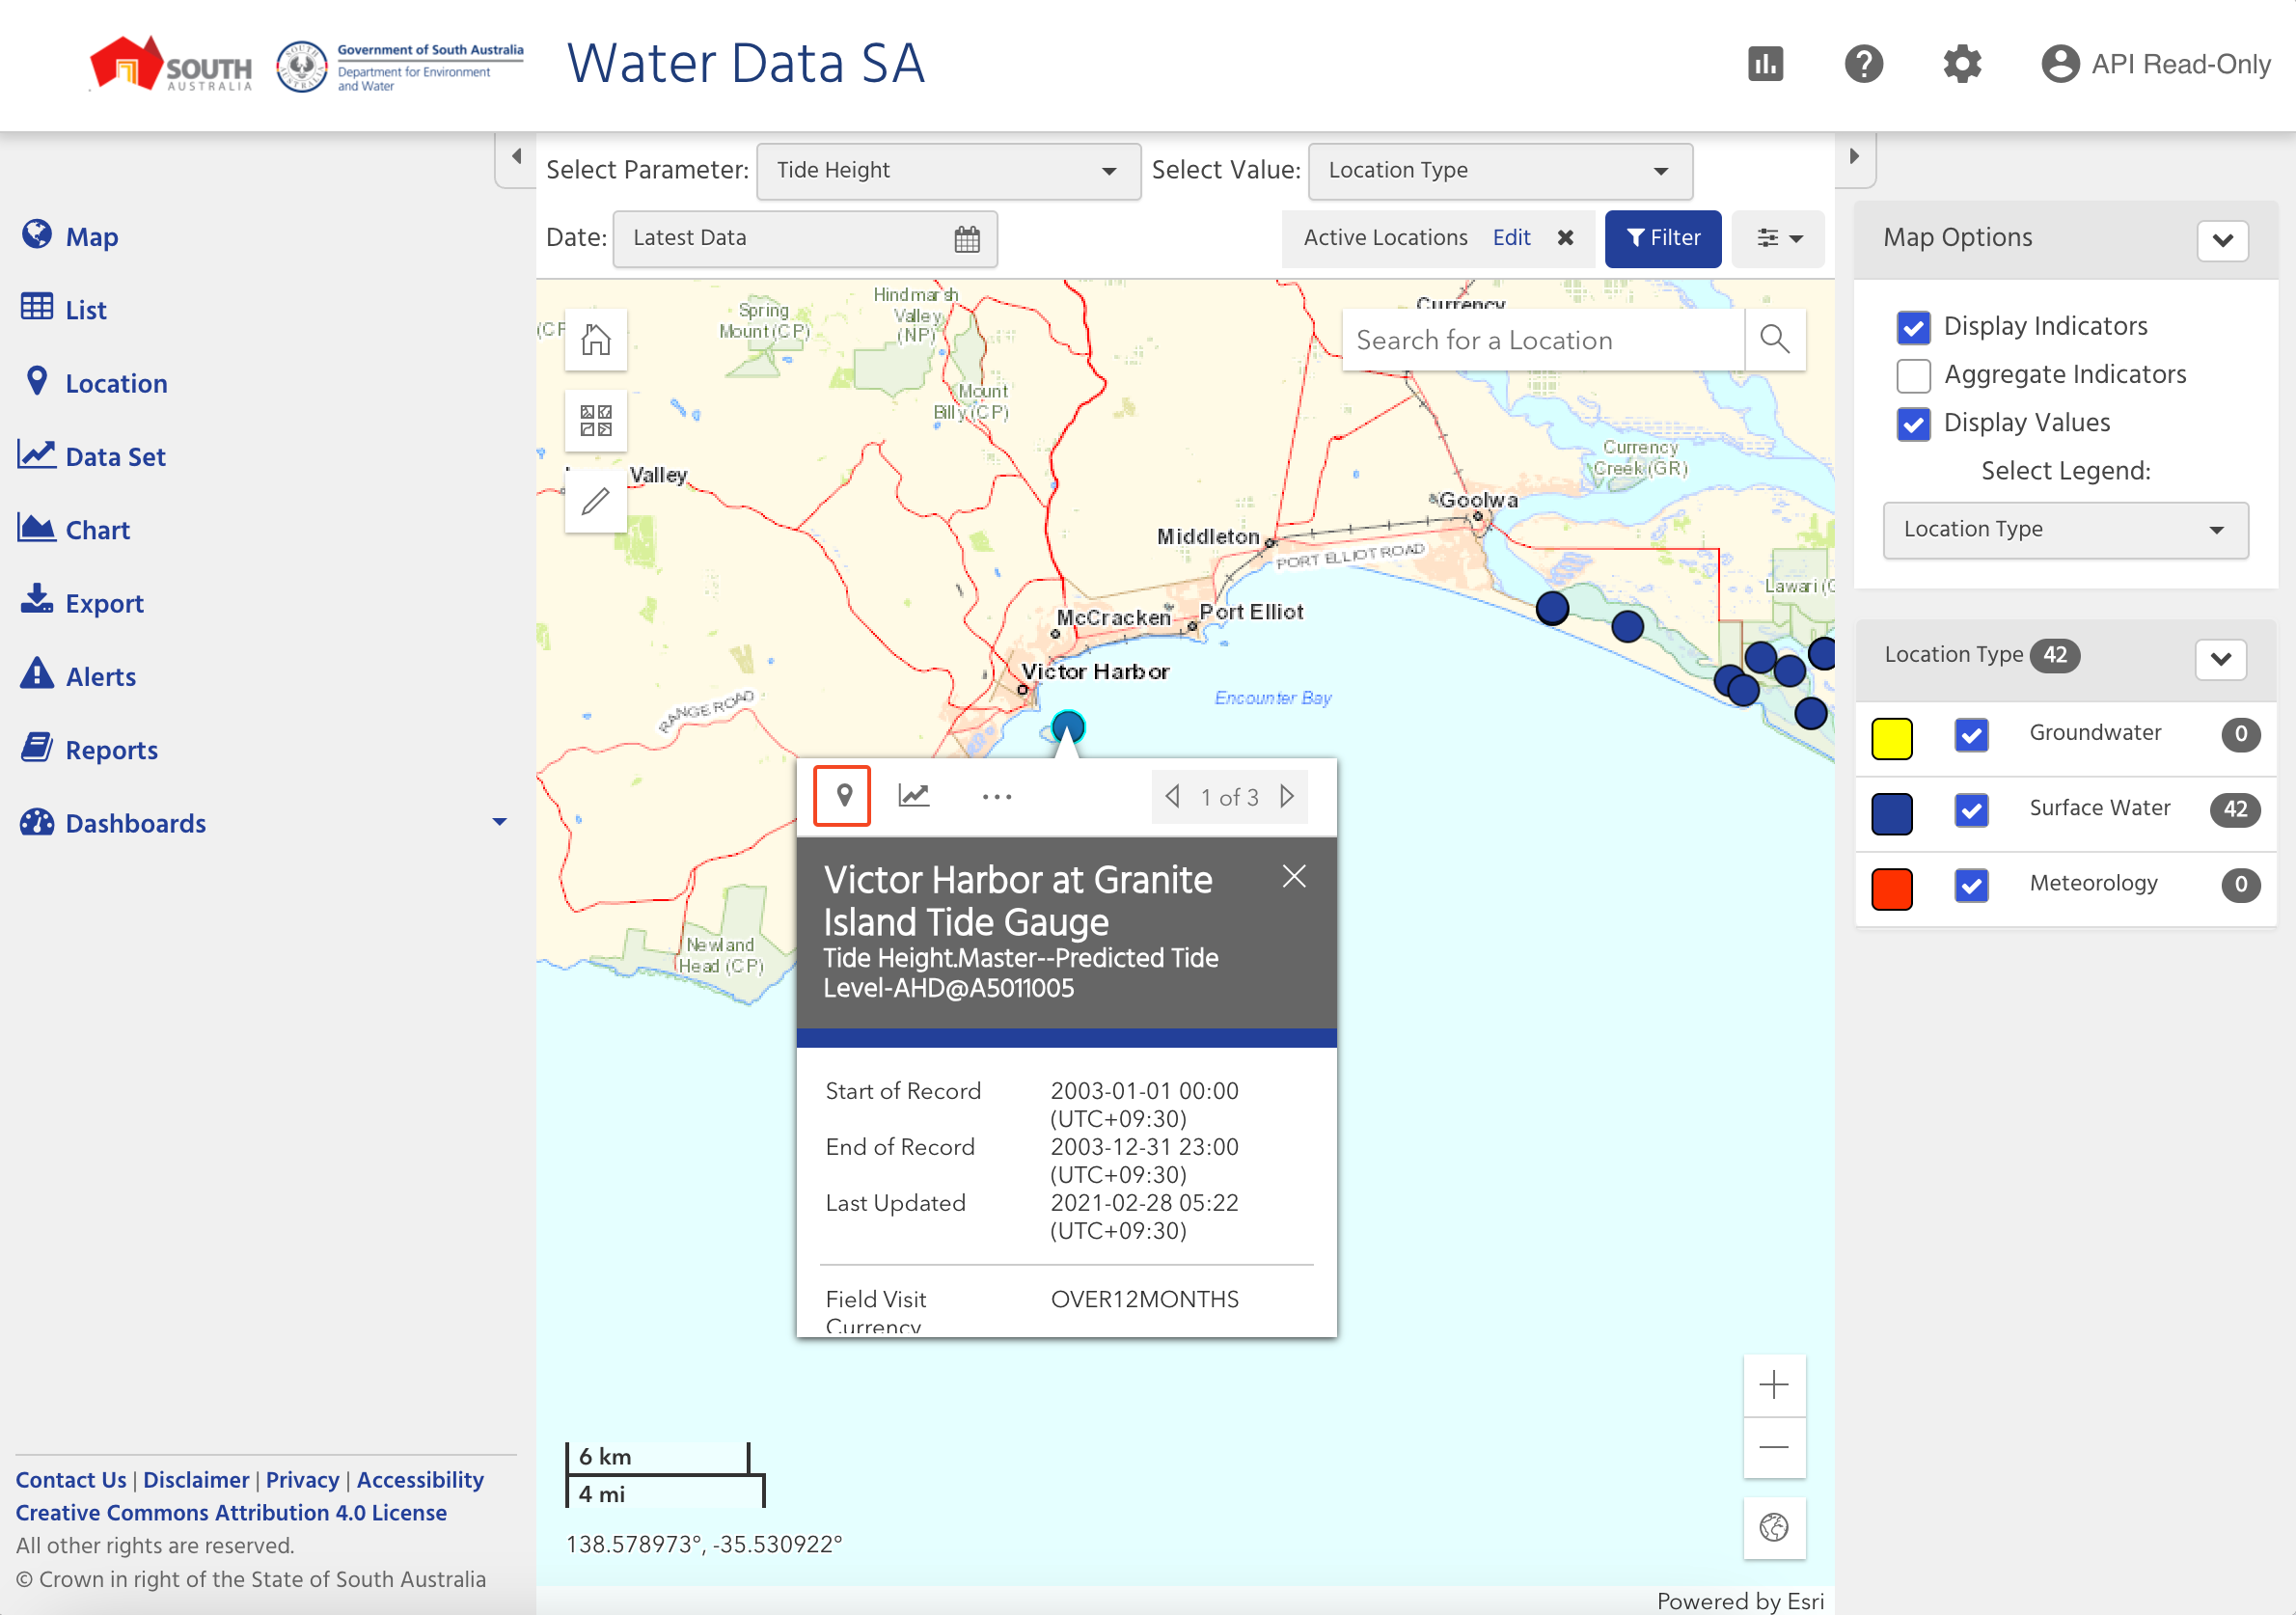 SOUTH
AUSTRALIA
Government of South Australia
Department for Environment
and Water
Water Data SA
API Read-Only
Select Parameter:
Tide Height
Select Value:
Location Type
Date:
Latest Data
Active Locations
Edit
Filter
Map
List
Location
Data Set
Chart
Export
Alerts
Reports
Dashboards
Contact Us | Disclaimer | Privacy | Accessibility
Creative Commons Attribution 4.0 License
All other rights are reserved.
© Crown in right of the State of South Australia
Spring
Mount(CP)
Hindmarsh
Valley
(NP)
Currency
Search for a Location
Mount
Billy(CP)
Valley
Currency
Creek(GR)
Goolwa
Middleton
PORT ELLIOT ROAD
McCracken
Port Elliot
Victor Harbor
Encounter Bay
RANGE ROAD
Newland
Head (CP)
1 of 3
Victor Harbor at Granite
Island Tide Gauge
Tide Height.Master--Predicted Tide
Level-AHD@A5011005
Start of Record
2003-01-01 00:00
(UTC+09:30)
End of Record
2003-12-31 23:00
(UTC+09:30)
Last Updated
2021-02-28 05:22
(UTC+09:30)
Field Visit
Currency
OVER12MONTHS
6 km
4 mi
138.578973°, -35.530922°
Powered by Esri
Map Options
Display Indicators
Aggregate Indicators
Display Values
Select Legend:
Location Type
Location Type 42
Groundwater 0
Surface Water 42
Meteorology 0